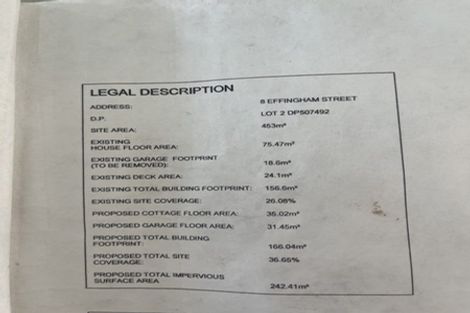 LEGAL DESCRIPTION
ADDRESS: 8 EFFINGHAM STREET
D.P. LOT 2 DP507492
SITE AREA: 453m²
EXISTING
HOUSE FLOOR AREA: 75.47m²
EXISTING GARAGE FOOTPRINT
(TO BE REMOVED): 18.6m²
EXISTING DECK AREA: 24.1m²
EXISTING TOTAL BUILDING FOOTPRINT: 156.6m²
EXISTING SITE COVERAGE: 26.08%
PROPOSED COTTAGE FLOOR AREA: 35.02m²
PROPOSED GARAGE FLOOR AREA: 31.45m²
PROPOSED TOTAL BUILDING
FOOTPRINT: 166.04m²
PROPOSED TOTAL SITE
COVERAGE: 36.65%
PROPOSED TOTAL IMPERVIOUS
SURFACE AREA 242.41m²